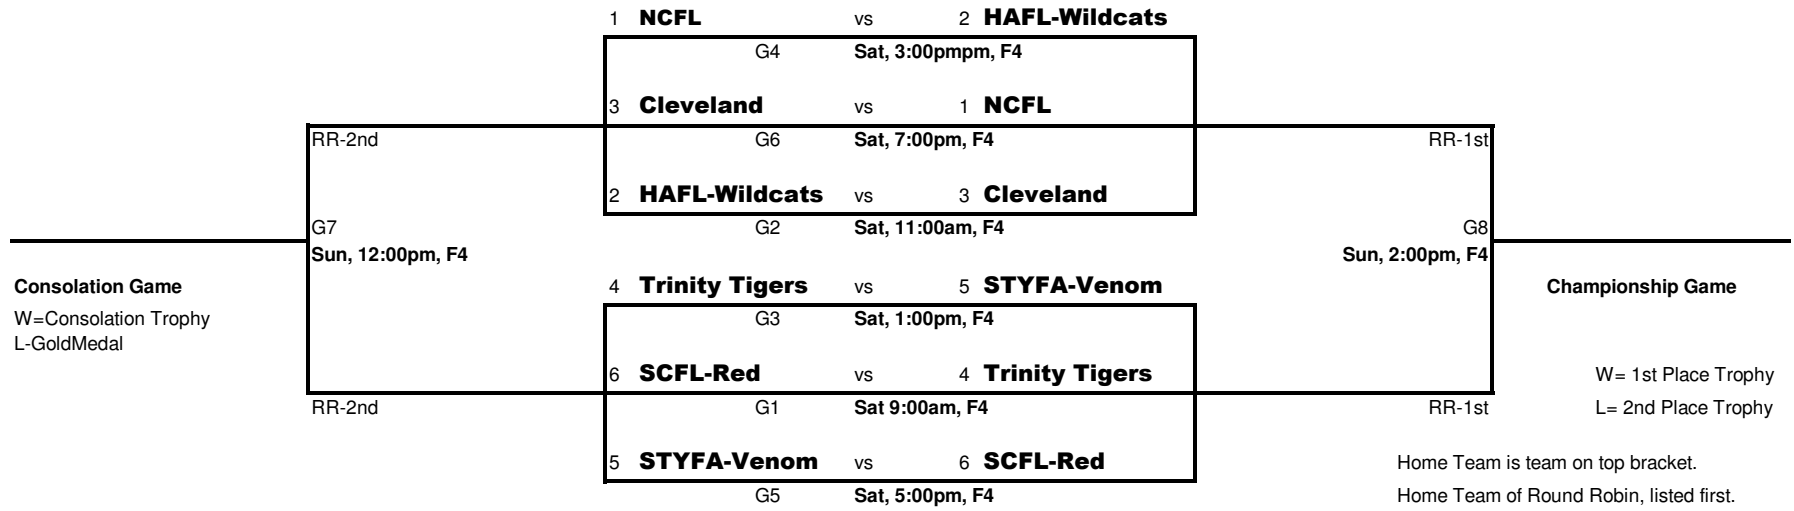 1 NCFL vs 2 HAFL-Wildcats
G4 Sat, 3:00pmpm, F4
3 Cleveland vs 1 NCFL
RR-2nd G6 Sat, 7:00pm, F4 RR-1st
2 HAFL-Wildcats vs 3 Cleveland
G7 G2 Sat, 11:00am, F4 G8
Sun, 12:00pm, F4 Sun, 2:00pm, F4
Consolation Game 4 Trinity Tigers vs 5 STYFA-Venom Championship Game
W=Consolation Trophy G3 Sat, 1:00pm, F4
L-GoldMedal
6 SCFL-Red vs 4 Trinity Tigers W= 1st Place Trophy
RR-2nd G1 Sat 9:00am, F4 RR-1st L= 2nd Place Trophy
5 STYFA-Venom vs 6 SCFL-Red Home Team is team on top bracket.
G5 Sat, 5:00pm, F4 Home Team of Round Robin, listed first.